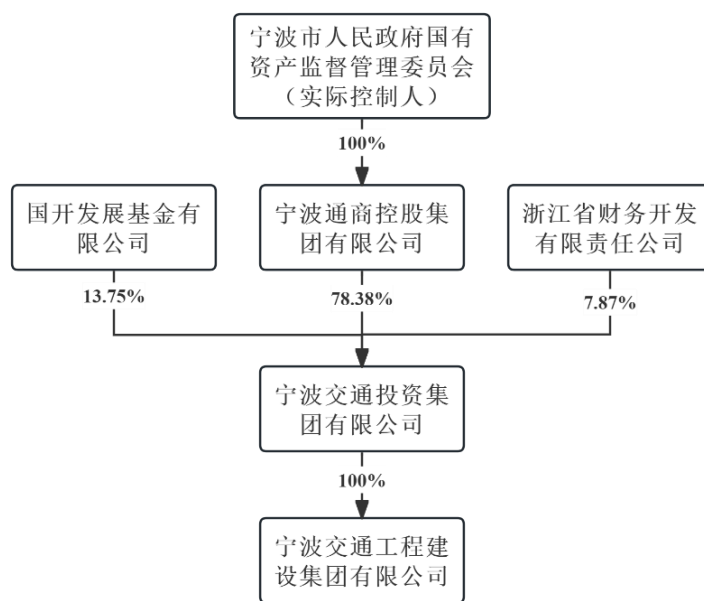 宁波市人民政府国有
资产监督管理委员会
（实际控制人）
100%
国开发展基金有
限公司
宁波通商控股集
团有限公司
浙江省财务开发
有限责任公司
13.75%
78.38%
7.87%
宁波交通投资集
团有限公司
100%
宁波交通工程建
设集团有限公司